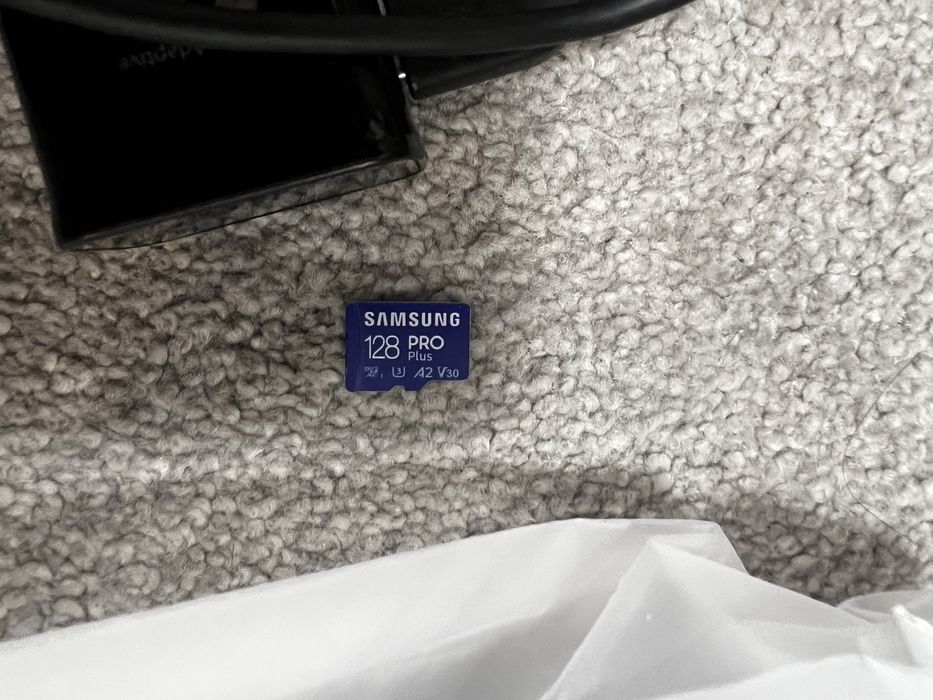 SAMSUNG
128 PRO
Plus
I U3 A2 V30